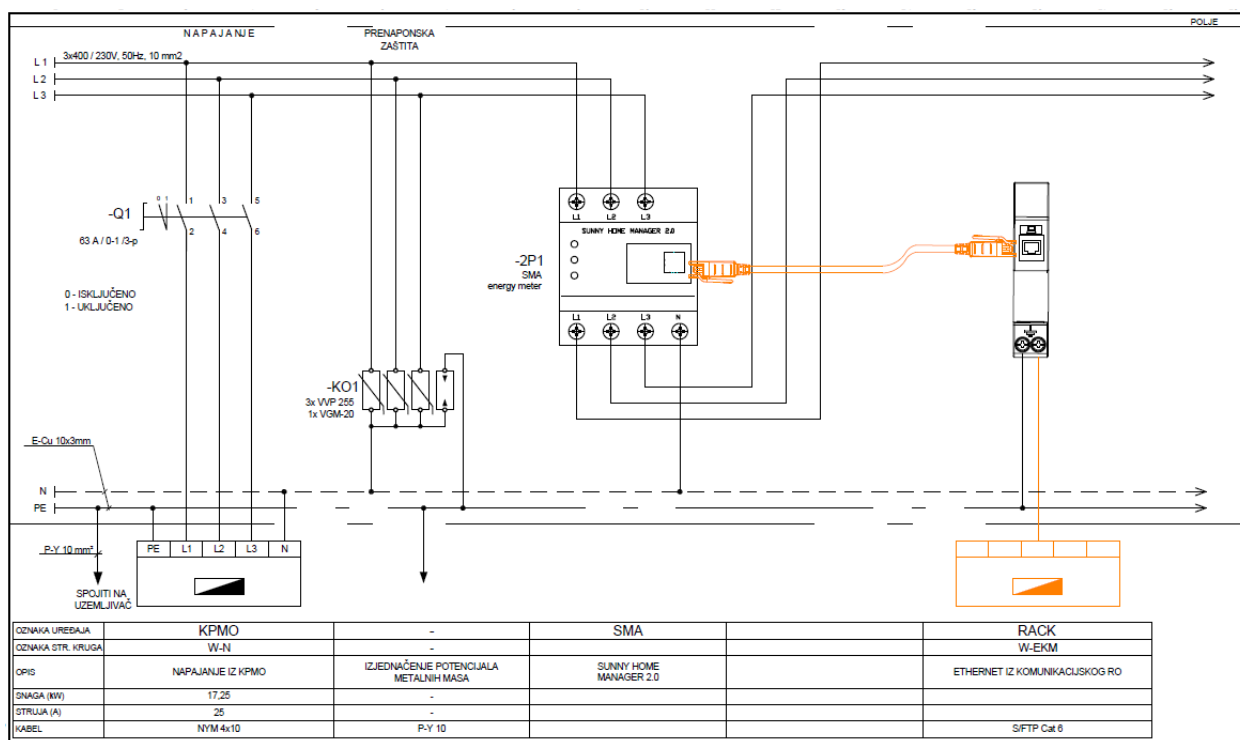 NAPAJANJE
PRENAPONSKA
ZAŠTITA
POLJE
3x400 / 230V, 50Hz, 10 mm2
L1
L2
L3
0 1
1 3 5
-Q1
2 4 6
63 A / 0-1 /3-p
0 - ISKLJUČENO
1 - UKLJUČENO
L1 L2 L3
SUNNY HOME MANAGER 2.0
-2P1
SMA
energy meter
L1 L2 L3 N
-KO1
3x VVP 255
1x VGM-20
E-Cu 10x3mm
N
PE
P-Y 10 mm²
PE L1 L2 L3 N
SPOJITI NA
UZEMLJIVAČ
OZNAKA UREĐAJA KPMO - SMA RACK
OZNAKA STR. KRUGA W-N - W-EKM
OPIS NAPAJANJE IZ KPMO IZJEDNAČENJE POTENCIJALA METALNIH MASA SUNNY HOME MANAGER 2.0 ETHERNET IZ KOMUNIKACIJSKOG RO
SNAGA (kW) 17,25 -
STRUJA (A) 25 -
KABEL NYM 4x10 P-Y 10 S/FTP Cat 6